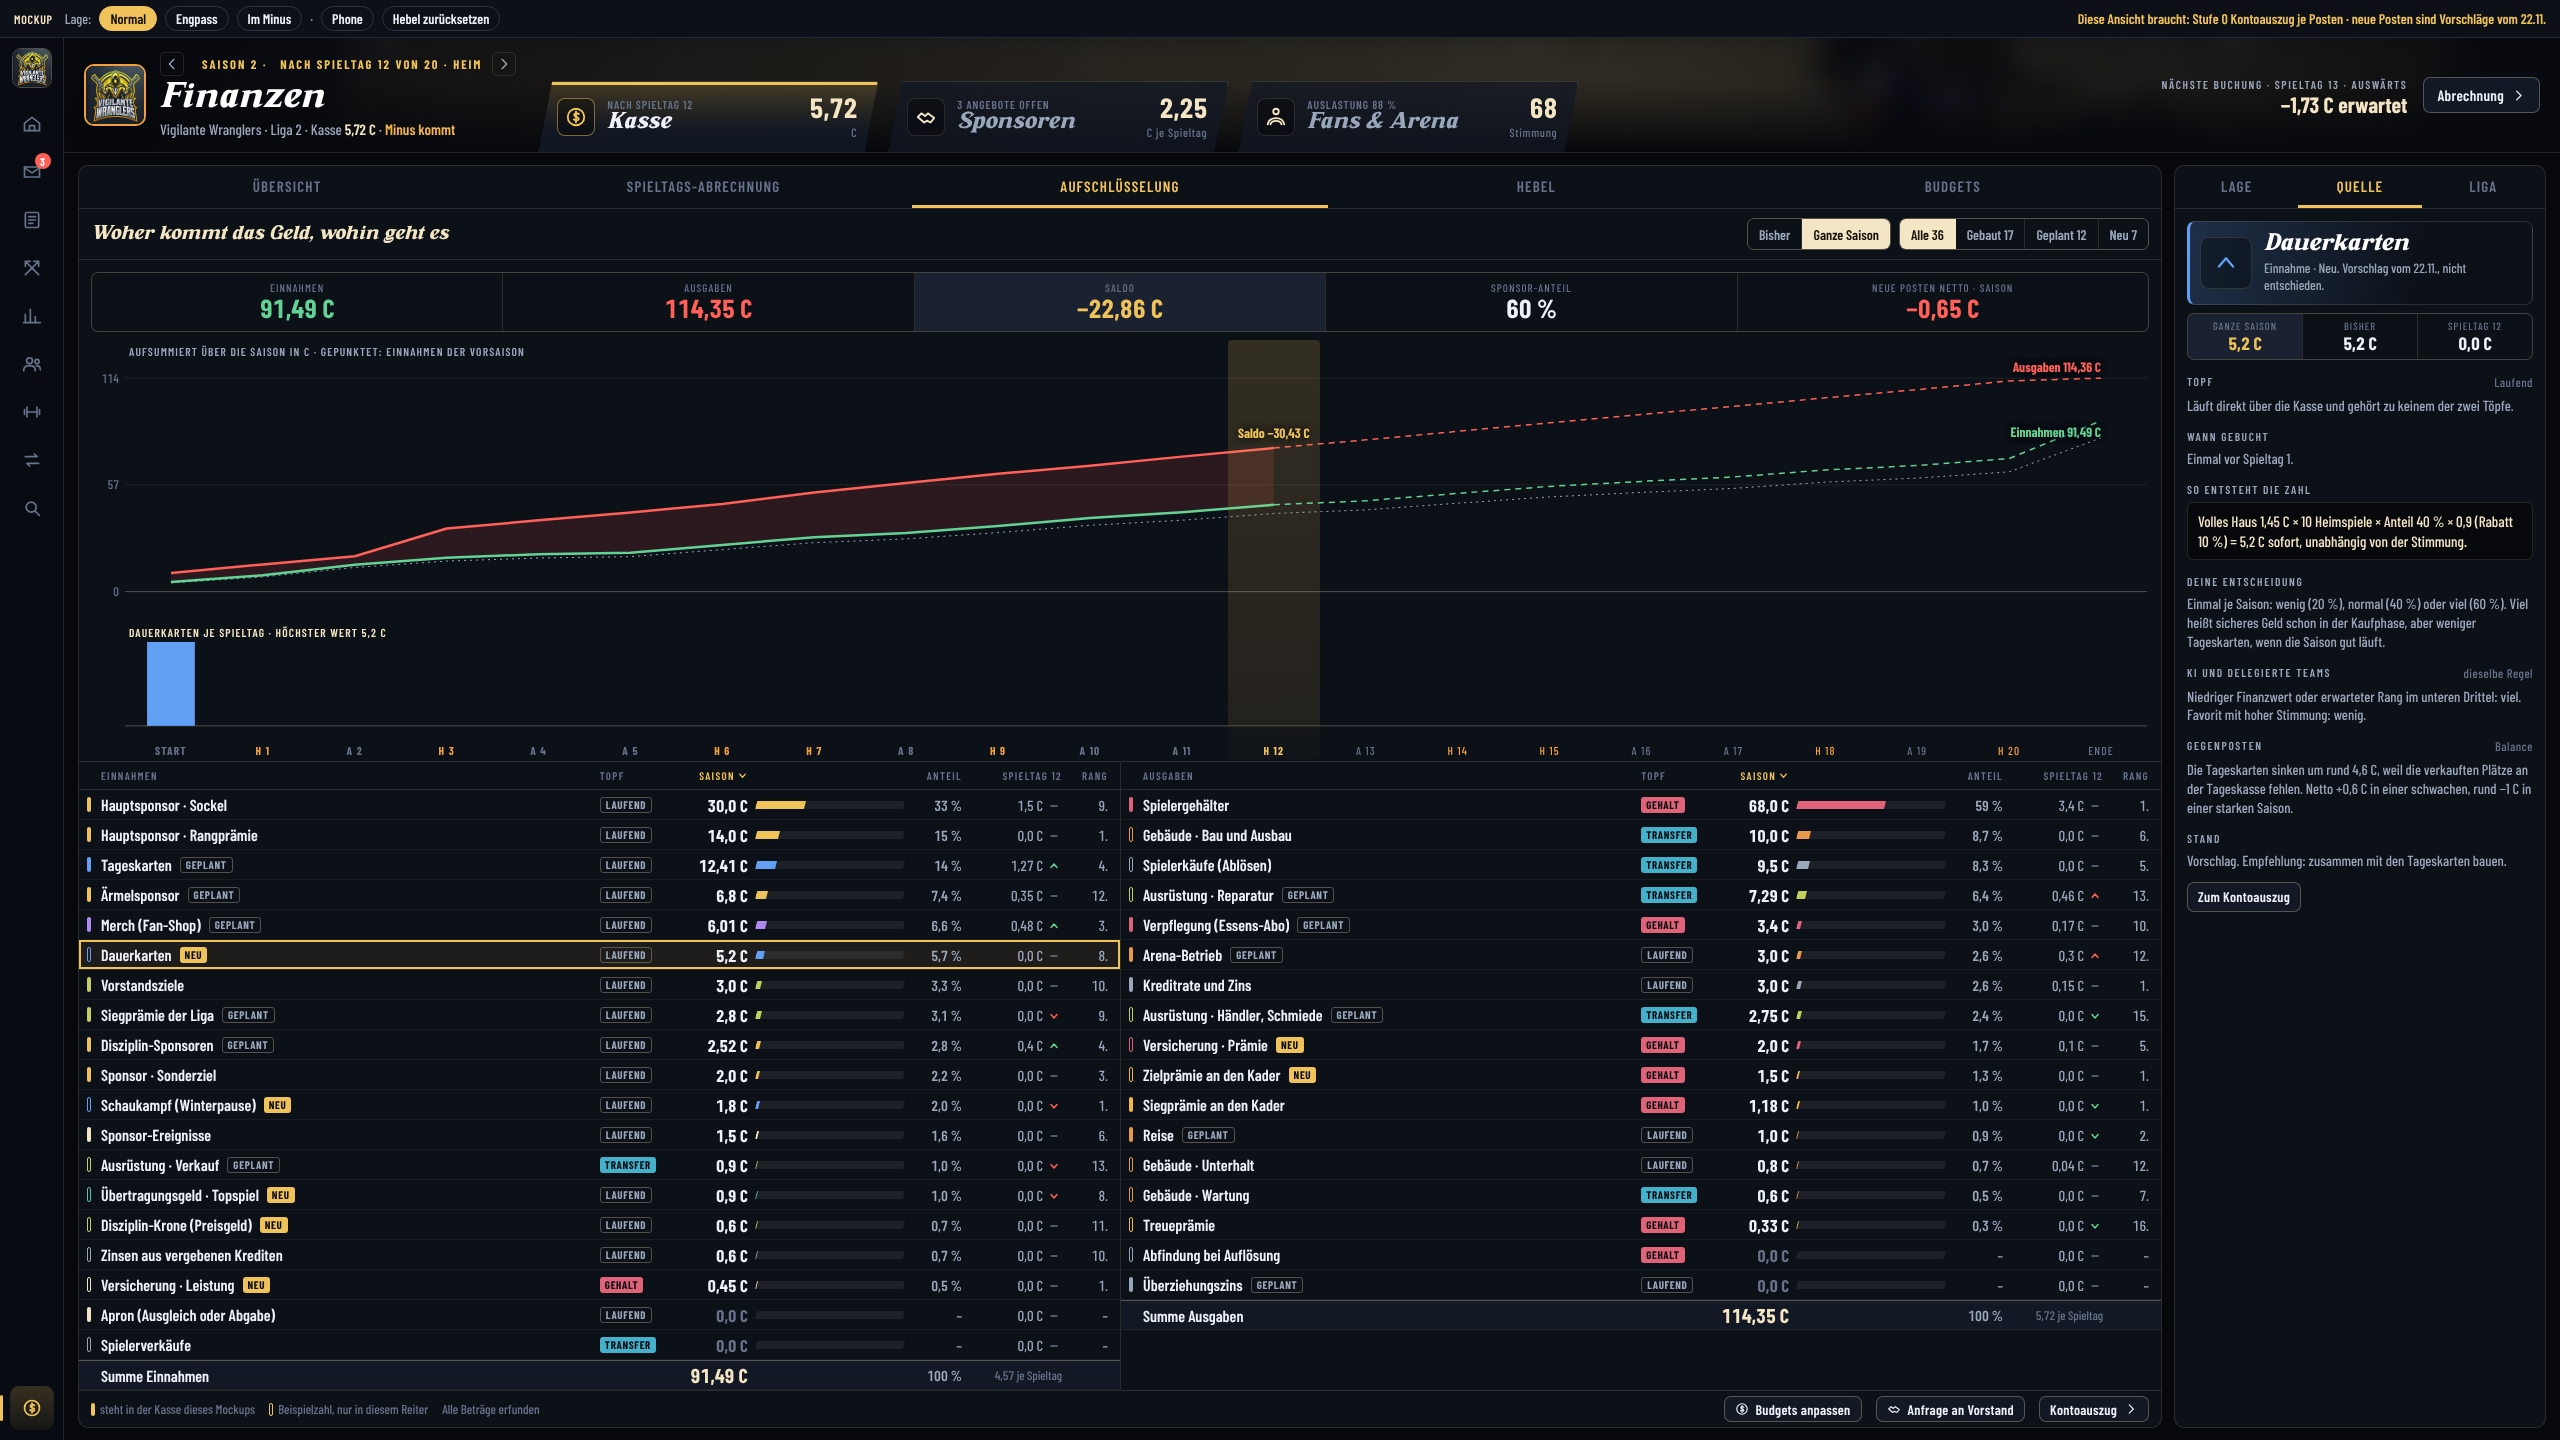 MOCKUP Lage: Normal Engpass Im Minus · Phone Hebel zurücksetzen
Diese Ansicht braucht: Stufe 0 Kontoauszug je Posten · neue Posten sind Vorschläge vom 22.11.
3
SAISON 2 · NACH SPIELTAG 12 VON 20 · HEIM
Finanzen
Vigilante Wranglers · Liga 2 · Kasse 5,72 C · Minus kommt
VIGILANTE
WRANGLERS
NACH SPIELTAG 12
Kasse
5,72
C
3 ANGEBOTE OFFEN
Sponsoren
2,25
C je Spieltag
AUSLASTUNG 88 %
Fans & Arena
68
Stimmung
NÄCHSTE BUCHUNG · SPIELTAG 13 · AUSWÄRTS
−1,73 C erwartet
Abrechnung
ÜBERSICHT SPIELTAGS-ABRECHNUNG AUFSCHLÜSSELUNG HEBEL BUDGETS
Woher kommt das Geld, wohin geht es
Bisher Ganze Saison Alle 36 Gebaut 17 Geplant 12 Neu 7
EINNAHMEN
91,49 C
AUSGABEN
114,35 C
SALDO
−22,86 C
SPONSOR-ANTEIL
60 %
NEUE POSTEN NETTO · SAISON
−0,65 C
AUFSUMMIERT ÜBER DIE SAISON IN C · GEPUNKTET: EINNAHMEN DER VORSAISON
114
57
0
Ausgaben 114,36 C
Saldo −30,43 C
Einnahmen 91,49 C
DAUERKARTEN JE SPIELTAG · HÖCHSTER WERT 5,2 C
START H 1 A 2 H 3 A 4 A 5 H 6 H 7 A 8 H 9 A 10 A 11 H 12 A 13 H 14 H 15 A 16 A 17 H 18 A 19 H 20 ENDE
EINNAHMEN TOPF SAISON ANTEIL SPIELTAG 12 RANG
Hauptsponsor · Sockel LAUFEND 30,0 C 33 % 1,5 C – 9.
Hauptsponsor · Rangprämie LAUFEND 14,0 C 15 % 0,0 C – 1.
Tageskarten GEPLANT LAUFEND 12,41 C 14 % 1,27 C 4.
Ärmelsponsor GEPLANT LAUFEND 6,8 C 7,4 % 0,35 C – 12.
Merch (Fan-Shop) GEPLANT LAUFEND 6,01 C 6,6 % 0,48 C 3.
Dauerkarten NEU LAUFEND 5,2 C 5,7 % 0,0 C – 8.
Vorstandsziele LAUFEND 3,0 C 3,3 % 0,0 C – 10.
Siegprämie der Liga GEPLANT LAUFEND 2,8 C 3,1 % 0,0 C 9.
Disziplin-Sponsoren GEPLANT LAUFEND 2,52 C 2,8 % 0,4 C 4.
Sponsor · Sonderziel LAUFEND 2,0 C 2,2 % 0,0 C – 3.
Schaukampf (Winterpause) NEU LAUFEND 1,8 C 2,0 % 0,0 C 1.
Sponsor-Ereignisse LAUFEND 1,5 C 1,6 % 0,0 C – 6.
Ausrüstung · Verkauf GEPLANT TRANSFER 0,9 C 1,0 % 0,0 C 13.
Übertragungsgeld · Topspiel NEU LAUFEND 0,9 C 1,0 % 0,0 C 8.
Disziplin-Krone (Preisgeld) NEU LAUFEND 0,6 C 0,7 % 0,0 C – 11.
Zinsen aus vergebenen Krediten LAUFEND 0,6 C 0,7 % 0,0 C – 10.
Versicherung · Leistung NEU GEHALT 0,45 C 0,5 % 0,0 C – 1.
Apron (Ausgleich oder Abgabe) LAUFEND 0,0 C – 0,0 C – –
Spielerverkäufe TRANSFER 0,0 C – 0,0 C – –
Summe Einnahmen 91,49 C 100 % 4,57 je Spieltag
AUSGABEN TOPF SAISON ANTEIL SPIELTAG 12 RANG
Spielergehälter GEHALT 68,0 C 59 % 3,4 C – 1.
Gebäude · Bau und Ausbau TRANSFER 10,0 C 8,7 % 0,0 C – 6.
Spielerkäufe (Ablösen) TRANSFER 9,5 C 8,3 % 0,0 C – 5.
Ausrüstung · Reparatur GEPLANT TRANSFER 7,29 C 6,4 % 0,46 C 13.
Verpflegung (Essens-Abo) GEPLANT GEHALT 3,4 C 3,0 % 0,17 C – 10.
Arena-Betrieb GEPLANT LAUFEND 3,0 C 2,6 % 0,3 C 12.
Kreditrate und Zins LAUFEND 3,0 C 2,6 % 0,15 C – 1.
Ausrüstung · Händler, Schmiede GEPLANT TRANSFER 2,75 C 2,4 % 0,0 C 15.
Versicherung · Prämie NEU GEHALT 2,0 C 1,7 % 0,1 C – 5.
Zielprämie an den Kader NEU GEHALT 1,5 C 1,3 % 0,0 C – 1.
Siegprämie an den Kader GEHALT 1,18 C 1,0 % 0,0 C 1.
Reise GEPLANT LAUFEND 1,0 C 0,9 % 0,0 C 2.
Gebäude · Unterhalt LAUFEND 0,8 C 0,7 % 0,04 C – 12.
Gebäude · Wartung TRANSFER 0,6 C 0,5 % 0,0 C – 7.
Treueprämie GEHALT 0,33 C 0,3 % 0,0 C 16.
Abfindung bei Auflösung GEHALT 0,0 C – 0,0 C – –
Überziehungszins GEPLANT LAUFEND 0,0 C – 0,0 C – –
Summe Ausgaben 114,35 C 100 % 5,72 je Spieltag
steht in der Kasse dieses Mockups Beispielzahl, nur in diesem Reiter Alle Beträge erfunden
Budgets anpassen Anfrage an Vorstand Kontoauszug
LAGE QUELLE LIGA
Dauerkarten
Einnahme · Neu. Vorschlag vom 22.11., nicht
entschieden.
GANZE SAISON
5,2 C
BISHER
5,2 C
SPIELTAG 12
0,0 C
TOPF Laufend
Läuft direkt über die Kasse und gehört zu keinem der zwei Töpfe.
WANN GEBUCHT
Einmal vor Spieltag 1.
SO ENTSTEHT DIE ZAHL
Volles Haus 1,45 C × 10 Heimspiele × Anteil 40 % × 0,9 (Rabatt
10 %) = 5,2 C sofort, unabhängig von der Stimmung.
DEINE ENTSCHEIDUNG
Einmal je Saison: wenig (20 %), normal (40 %) oder viel (60 %). Viel
heißt sicheres Geld schon in der Kaufphase, aber weniger
Tageskarten, wenn die Saison gut läuft.
KI UND DELEGIERTE TEAMS dieselbe Regel
Niedriger Finanzwert oder erwarteter Rang im unteren Drittel: viel.
Favorit mit hoher Stimmung: wenig.
GEGENPOSTEN Balance
Die Tageskarten sinken um rund 4,6 C, weil die verkauften Plätze an
der Tageskasse fehlen. Netto +0,6 C in einer schwachen, rund −1 C in
einer starken Saison.
STAND
Vorschlag. Empfehlung: zusammen mit den Tageskarten bauen.
Zum Kontoauszug